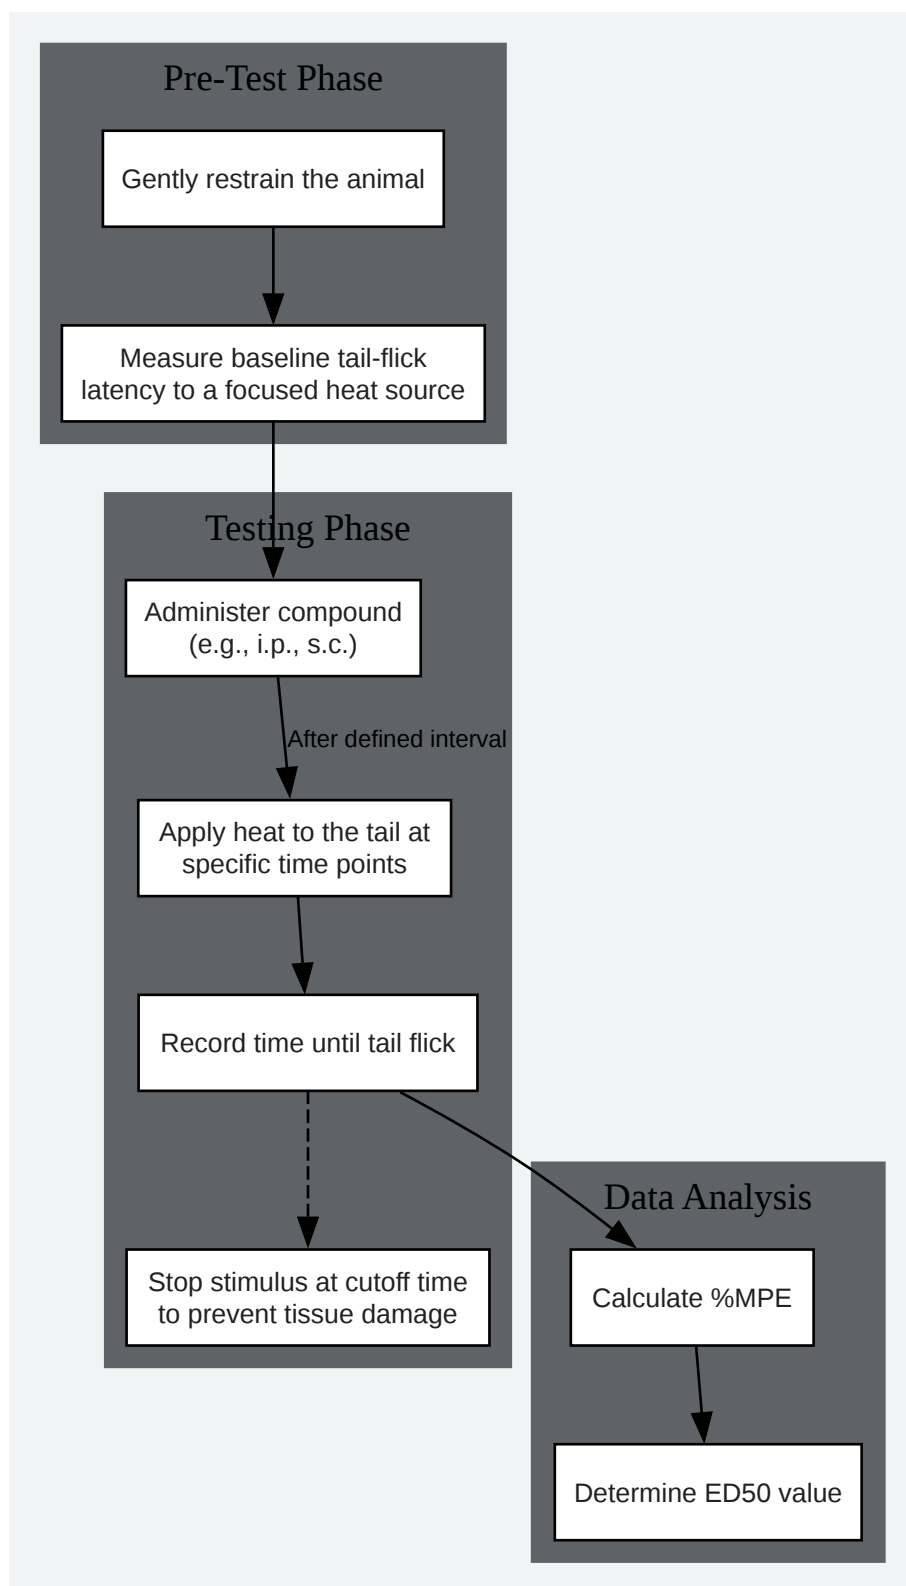 Pre-Test Phase
Gently restrain the animal
Measure baseline tail-flick
latency to a focused heat source
Testing Phase
Administer compound
(e.g., i.p., s.c.)
After defined interval
Apply heat to the tail at
specific time points
Record time until tail flick
Stop stimulus at cutoff time
to prevent tissue damage
Data Analysis
Calculate %MPE
Determine ED50 value